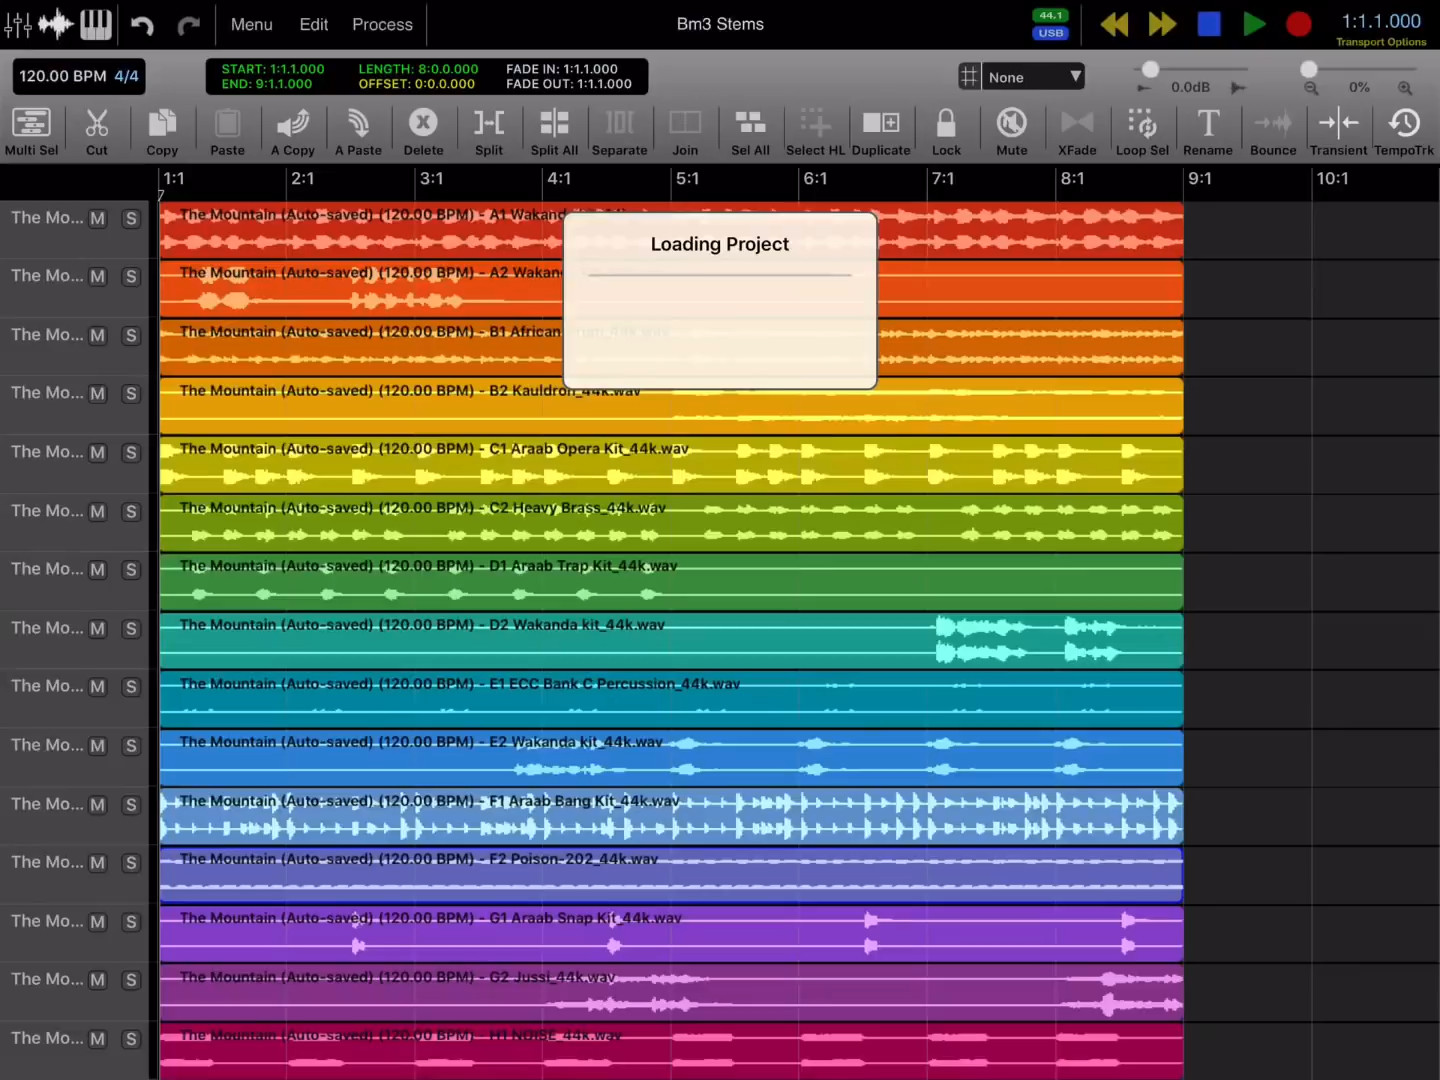 Menu Edit Process
Bm3 Stems
44.1
USB
1:1.1.000
Transport Options
120.00 BPM 4/4
START: 1:1.1.000 LENGTH: 8:0.0.000 FADE IN: 1:1.1.000
END: 9:1.1.000 OFFSET: 0:0.0.000 FADE OUT: 1:1.1.000
None
0.0dB
0%
Multi Sel Cut Copy Paste A Copy A Paste Delete Split Split All Separate Join Sel All Select HL Duplicate Lock Mute XFade Loop Sel Rename Bounce Transient TempoTrk
1:1 2:1 3:1 4:1 5:1 6:1 7:1 8:1 9:1 10:1
The Mo... M S
The Mountain (Auto-saved) (120.00 BPM) - A1 Wakanda
Loading Project
The Mo... M S
The Mountain (Auto-saved) (120.00 BPM) - A2 Wakan
The Mo... M S
The Mountain (Auto-saved) (120.00 BPM) - B1 African
The Mo... M S
The Mountain (Auto-saved) (120.00 BPM) - B2 Kauldron_44k.wav
The Mo... M S
The Mountain (Auto-saved) (120.00 BPM) - C1 Araab Opera Kit_44k.wav
The Mo... M S
The Mountain (Auto-saved) (120.00 BPM) - C2 Heavy Brass_44k.wav
The Mo... M S
The Mountain (Auto-saved) (120.00 BPM) - D1 Araab Trap Kit_44k.wav
The Mo... M S
The Mountain (Auto-saved) (120.00 BPM) - D2 Wakanda kit_44k.wav
The Mo... M S
The Mountain (Auto-saved) (120.00 BPM) - E1 ECC Bank C Percussion_44k.wav
The Mo... M S
The Mountain (Auto-saved) (120.00 BPM) - E2 Wakanda kit_44k.wav
The Mo... M S
The Mountain (Auto-saved) (120.00 BPM) - F1 Araab Bang Kit_44k.wav
The Mo... M S
The Mountain (Auto-saved) (120.00 BPM) - F2 Poison-202_44k.wav
The Mo... M S
The Mountain (Auto-saved) (120.00 BPM) - G1 Araab Snap Kit_44k.wav
The Mo... M S
The Mountain (Auto-saved) (120.00 BPM) - G2 Jussi_44k.wav
The Mo... M S
The Mountain (Auto-saved) (120.00 BPM) - H1 NOISE_44k.wav